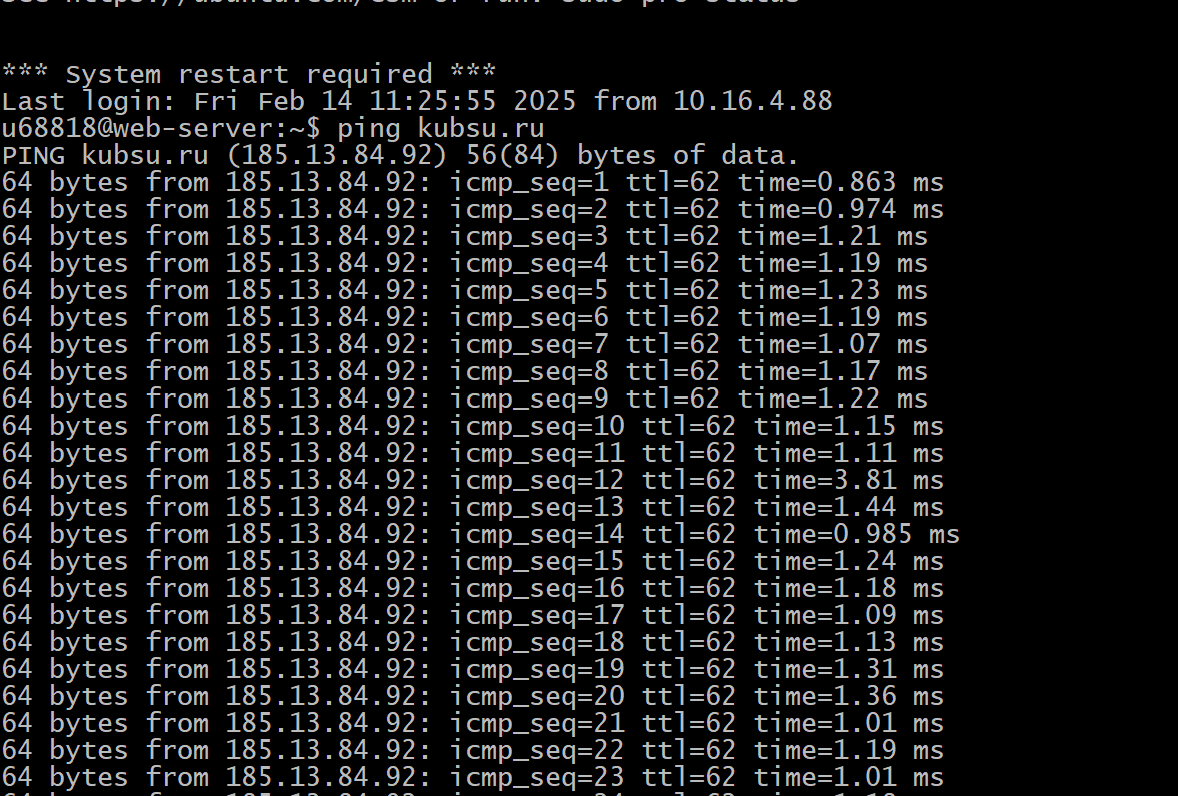 *** System restart required ***
Last login: Fri Feb 14 11:25:55 2025 from 10.16.4.88
u68818@web-server:~$ ping kubsu.ru
PING kubsu.ru (185.13.84.92) 56(84) bytes of data.
64 bytes from 185.13.84.92: icmp_seq=1 ttl=62 time=0.863 ms
64 bytes from 185.13.84.92: icmp_seq=2 ttl=62 time=0.974 ms
64 bytes from 185.13.84.92: icmp_seq=3 ttl=62 time=1.21 ms
64 bytes from 185.13.84.92: icmp_seq=4 ttl=62 time=1.19 ms
64 bytes from 185.13.84.92: icmp_seq=5 ttl=62 time=1.23 ms
64 bytes from 185.13.84.92: icmp_seq=6 ttl=62 time=1.19 ms
64 bytes from 185.13.84.92: icmp_seq=7 ttl=62 time=1.07 ms
64 bytes from 185.13.84.92: icmp_seq=8 ttl=62 time=1.17 ms
64 bytes from 185.13.84.92: icmp_seq=9 ttl=62 time=1.22 ms
64 bytes from 185.13.84.92: icmp_seq=10 ttl=62 time=1.15 ms
64 bytes from 185.13.84.92: icmp_seq=11 ttl=62 time=1.11 ms
64 bytes from 185.13.84.92: icmp_seq=12 ttl=62 time=3.81 ms
64 bytes from 185.13.84.92: icmp_seq=13 ttl=62 time=1.44 ms
64 bytes from 185.13.84.92: icmp_seq=14 ttl=62 time=0.985 ms
64 bytes from 185.13.84.92: icmp_seq=15 ttl=62 time=1.24 ms
64 bytes from 185.13.84.92: icmp_seq=16 ttl=62 time=1.18 ms
64 bytes from 185.13.84.92: icmp_seq=17 ttl=62 time=1.09 ms
64 bytes from 185.13.84.92: icmp_seq=18 ttl=62 time=1.13 ms
64 bytes from 185.13.84.92: icmp_seq=19 ttl=62 time=1.31 ms
64 bytes from 185.13.84.92: icmp_seq=20 ttl=62 time=1.36 ms
64 bytes from 185.13.84.92: icmp_seq=21 ttl=62 time=1.01 ms
64 bytes from 185.13.84.92: icmp_seq=22 ttl=62 time=1.19 ms
64 bytes from 185.13.84.92: icmp_seq=23 ttl=62 time=1.01 ms